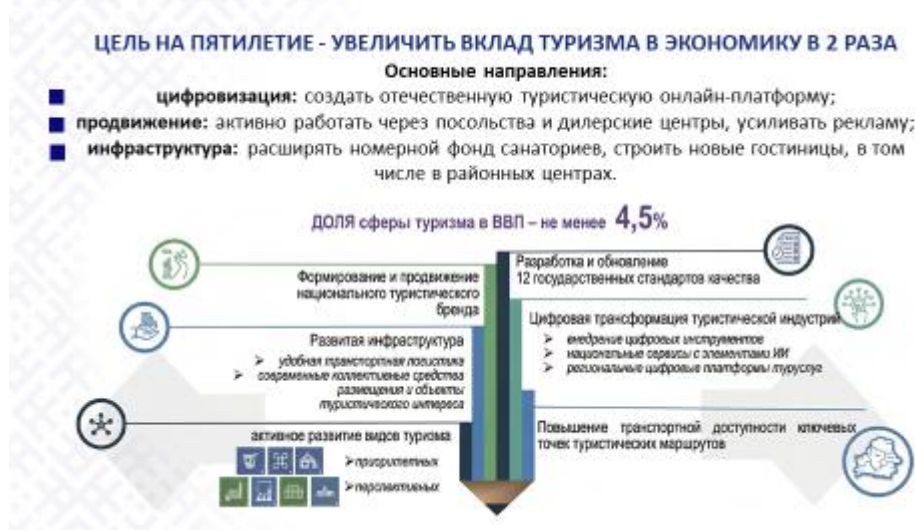 ЦЕЛЬ НА ПЯТИЛЕТИЕ - УВЕЛИЧИТЬ ВКЛАД ТУРИЗМА В ЭКОНОМИКУ В 2 РАЗА
Основные направления:
цифровизация: создать отечественную туристическую онлайн-платформу;
продвижение: активно работать через посольства и дилерские центры, усиливать рекламу;
инфраструктура: расширять номерной фонд санаториев, строить новые гостиницы, в том
числе в районных центрах.
ДОЛЯ сферы туризма в ВВП – не менее 4,5%
Формирование и продвижение
национального туристического
бренда
Развитая инфраструктура
удобная транспортная логистика
современные коллективные средства
размещения и объекты
туристического интереса
активное развитие видов туризма
приоритетных
перспективных
Разработка и обновление
12 государственных стандартов качества
Цифровая трансформация туристической индустрии
внедрение цифровых инструментов
национальные сервисы с элементами ИИ
региональные цифровые платформы туруслуг
Повышение транспортной доступности ключевых
точек туристических маршрутов